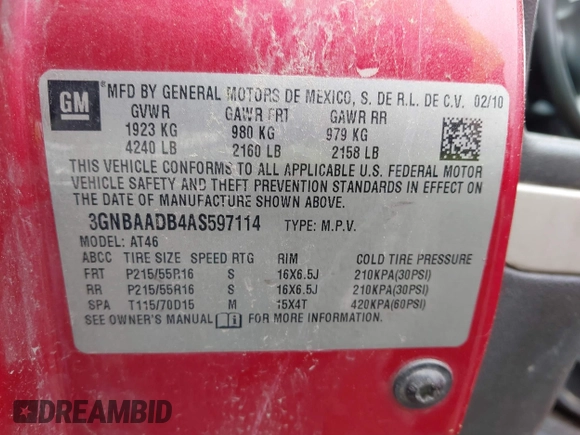 GM
MFD BY GENERAL MOTORS DE MEXICO, S. DE R.L. DE C.V. 02/10
GVWR GAWR FRT GAWR RR
1923 KG 980 KG 979 KG
4240 LB 2160 LB 2158 LB
THIS VEHICLE CONFORMS TO ALL APPLICABLE U.S. FEDERAL MOTOR
VEHICLE SAFETY AND THEFT PREVENTION STANDARDS IN EFFECT ON
THE DATE OF MANUFACTURE SHOWN ABOVE.
3GNBAADB4AS597114 TYPE: M.P.V.
MODEL: AT46
ABCC TIRE SIZE SPEED RTG RIM COLD TIRE PRESSURE
FRT P215/55R16 S 16X6.5J 210KPA(30PSI)
RR P215/55R16 S 16X6.5J 210KPA(30PSI)
SPA T115/70D15 M 15X4T 420KPA(60PSI)
SEE OWNER'S MANUAL FOR MORE INFORMATION.
DREAMBID